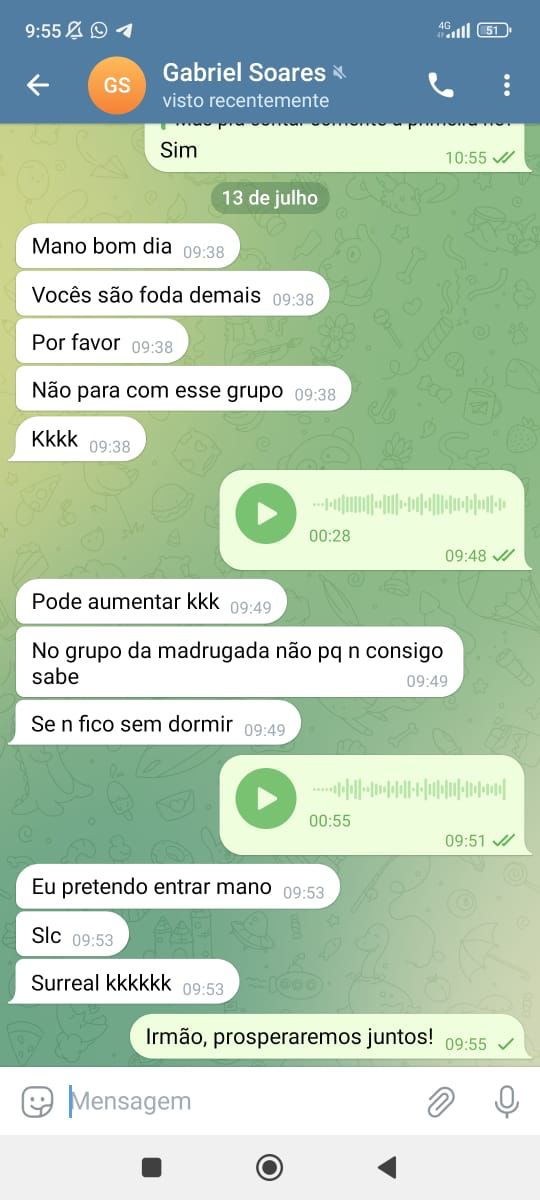 9:55
4G
51
GS
Gabriel Soares
visto recentemente
Sim
10:55
13 de julho
Mano bom dia 09:38
Vocês são foda demais 09:38
Por favor 09:38
Não para com esse grupo 09:38
Kkkk 09:38
00:28
09:48
Pode aumentar kkk 09:49
No grupo da madrugada não pq n consigo
sabe 09:49
Se n fico sem dormir 09:49
00:55
09:51
Eu pretendo entrar mano 09:53
Slc 09:53
Surreal kkkkkk 09:53
Irmão, prosperaremos juntos! 09:55
Mensagem